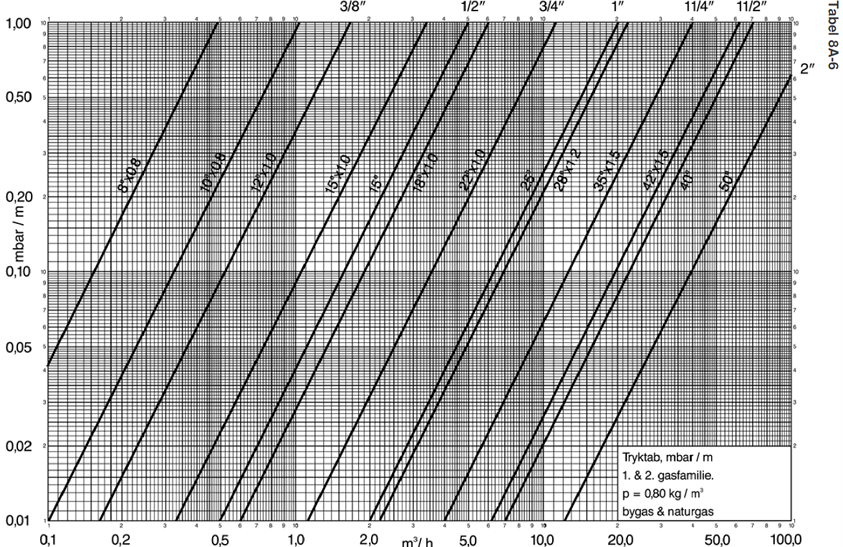 3/8″ 1/2″ 3/4″ 1″ 11/4″ 11/2″
2″
Tabel 8A-6
1,00
0,50
0,20
0,10
0,05
0,02
0,01
mbar / m
8"x0.8
10"x0.8
12"x1.0
15"x1.0
15"
18"x1.0
22"x1.0
25"
28"x1.2
35"x1.5
42"x1.5
40"
50"
Tryktab, mbar / m
1. & 2. gasfamilie.
p = 0,80 kg / m³
bygas & naturgas
0,1 0,2 0,5 1,0 2,0 5,0 10,0 20,0 50,0 100,0
m³/ h